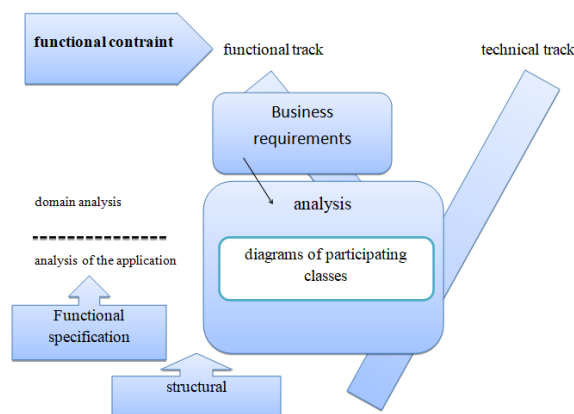 functional contraint
functional track
technical track
Business
requirements
domain analysis
analysis
analysis of the application
diagrams of participating
classes
Functional
specification
structural